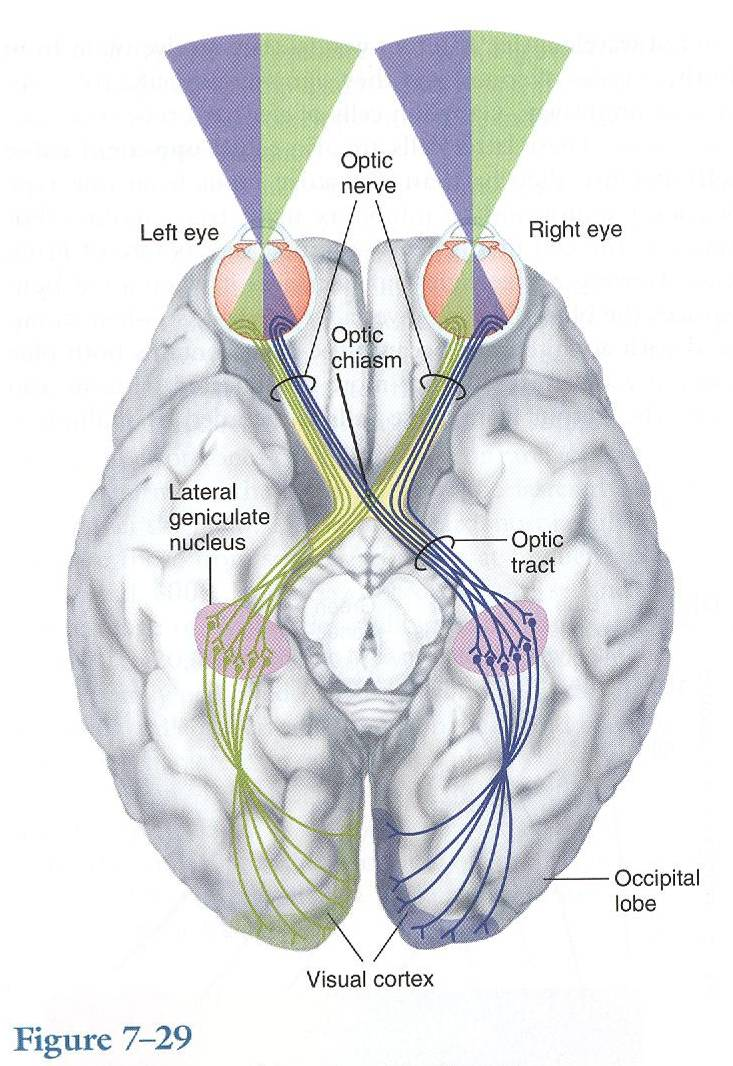 Optic
nerve
Left eye
Right eye
Optic
chiasm
Lateral
geniculate
nucleus
Optic
tract
Occipital
lobe
Visual cortex
Figure 7–29